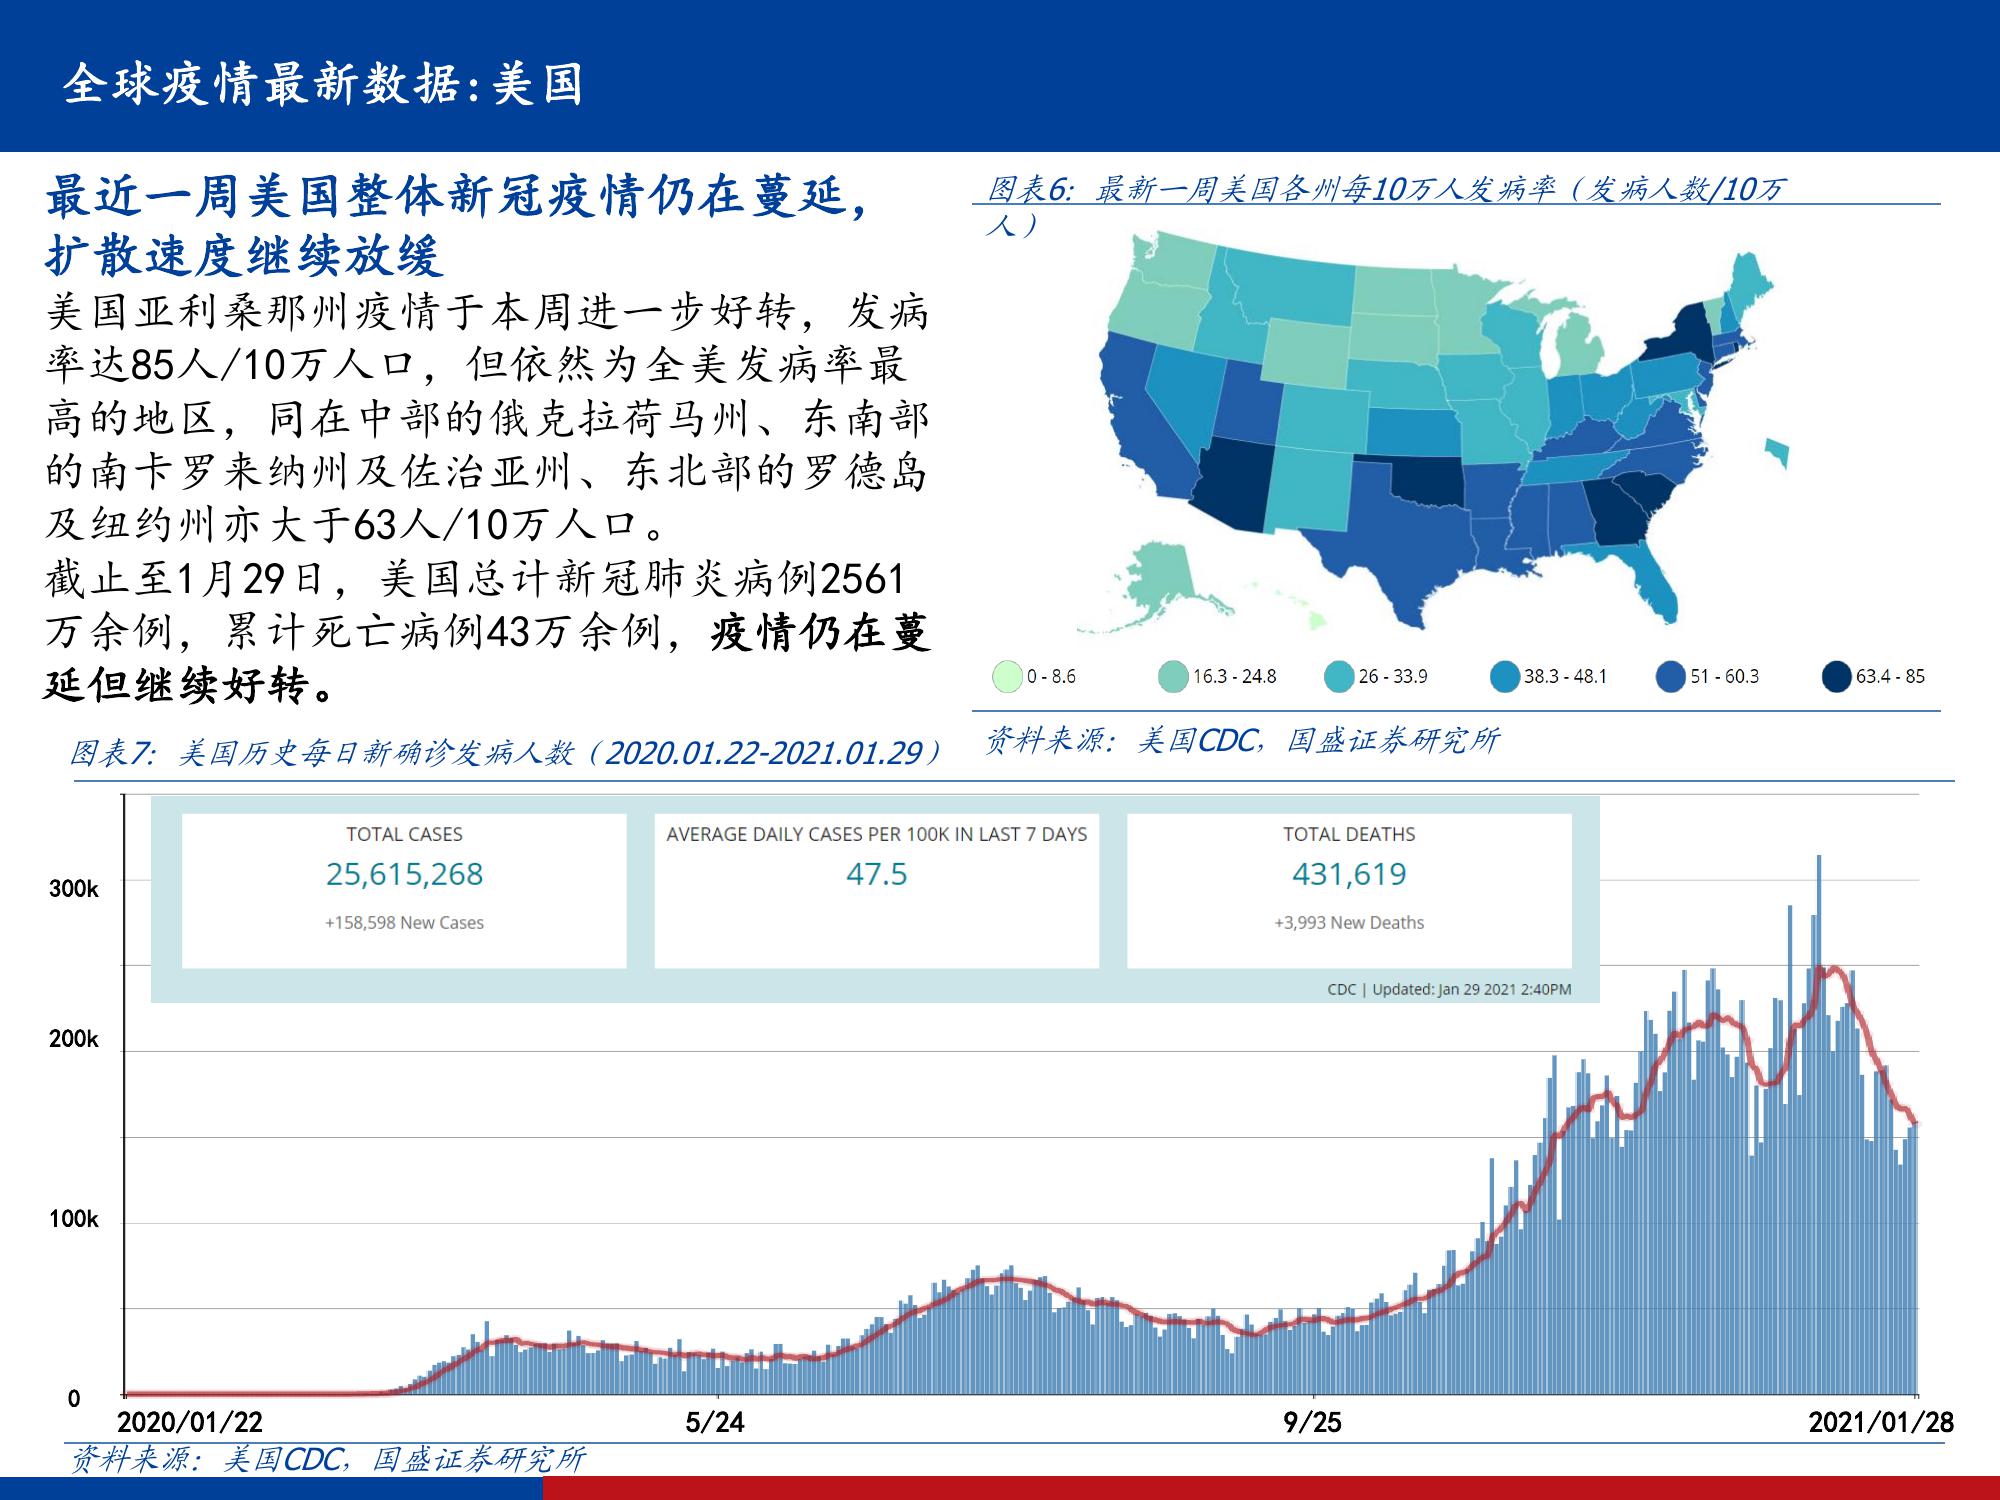 全球疫情最新数据:美国
最近一周美国整体新冠疫情仍在蔓延，
扩散速度继续放缓
美国亚利桑那州疫情于本周进一步好转，发病
率达85人/10万人口，但依然为全美发病率最
高的地区，同在中部的俄克拉荷马州、东南部
的南卡罗来纳州及佐治亚州、东北部的罗德岛
及纽约州亦大于63人/10万人口。
截止至1月29日，美国总计新冠肺炎病例2561
万余例，累计死亡病例43万余例，疫情仍在蔓
延但继续好转。
图表6：最新一周美国各州每10万人发病率（发病人数/10万
人）
0 - 8.6
16.3 - 24.8
26 - 33.9
38.3 - 48.1
51 - 60.3
63.4 - 85
资料来源：美国CDC，国盛证券研究所
图表7：美国历史每日新确诊发病人数（2020.01.22-2021.01.29）
TOTAL CASES
25,615,268
+158,598 New Cases
AVERAGE DAILY CASES PER 100K IN LAST 7 DAYS
47.5
TOTAL DEATHS
431,619
+3,993 New Deaths
CDC | Updated: Jan 29 2021 2:40PM
300k
200k
100k
0
2020/01/22
5/24
9/25
2021/01/28
资料来源：美国CDC，国盛证券研究所